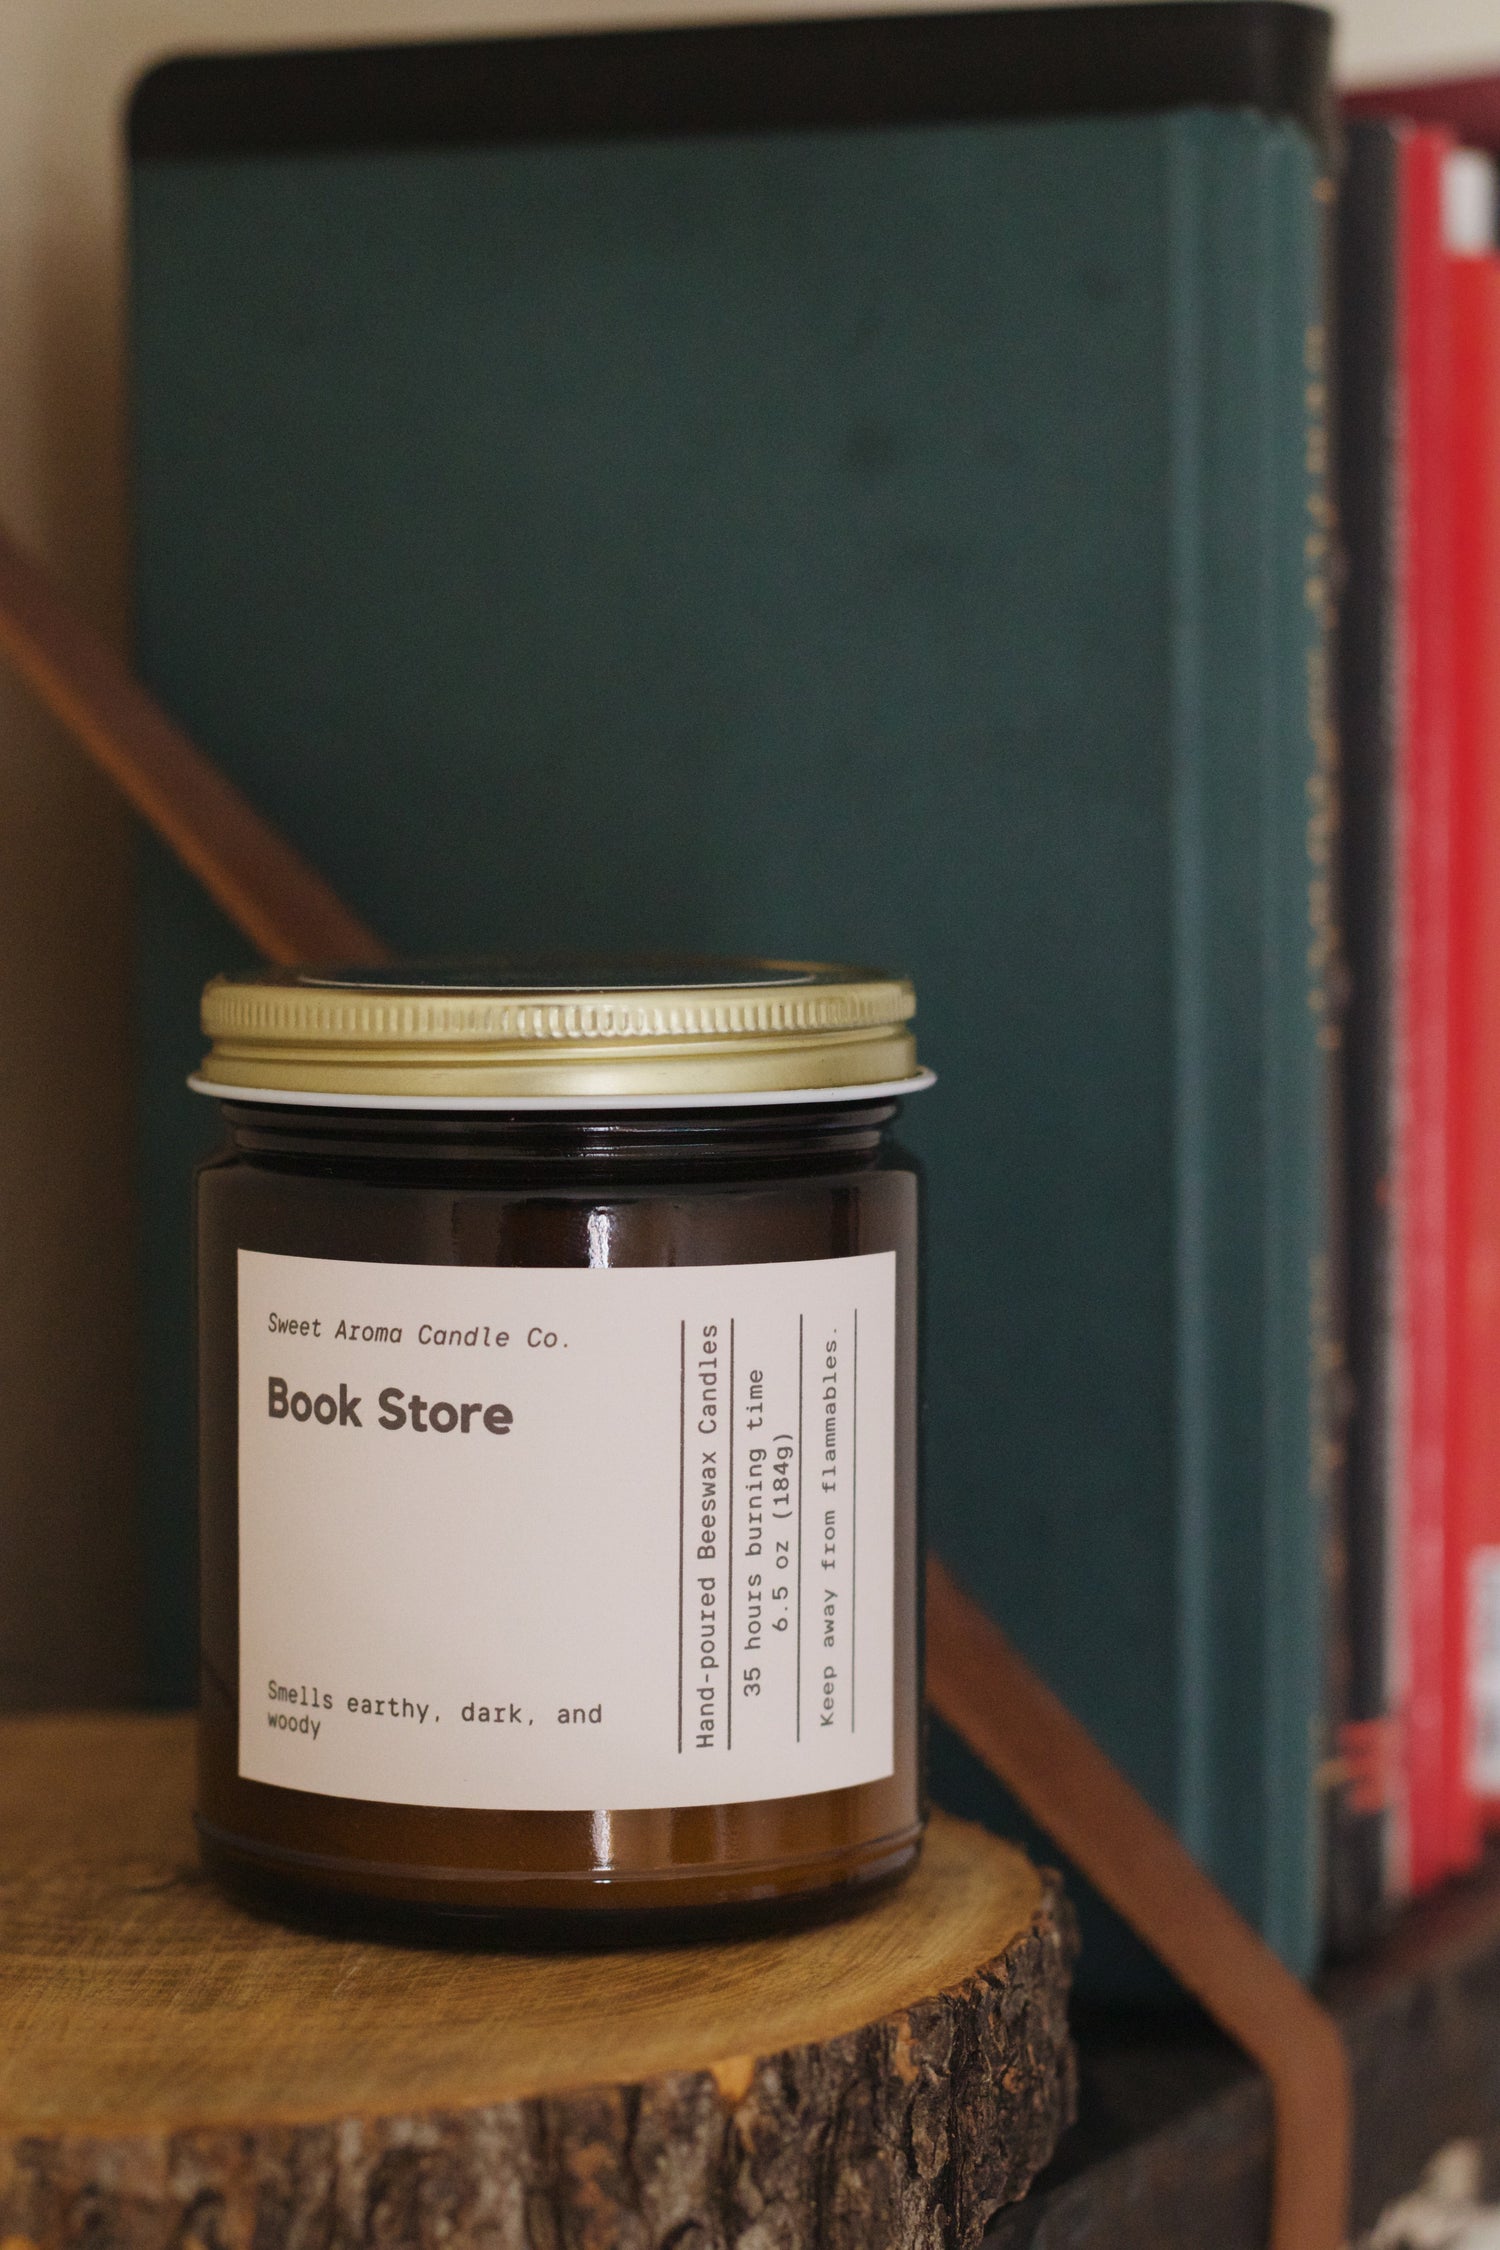 Sweet Aroma Candle Co.
Book Store
Smells earthy, dark, and
woody
Hand-poured Beeswax Candles
35 hours burning time
6.5 oz (184g)
Keep away from flammables.